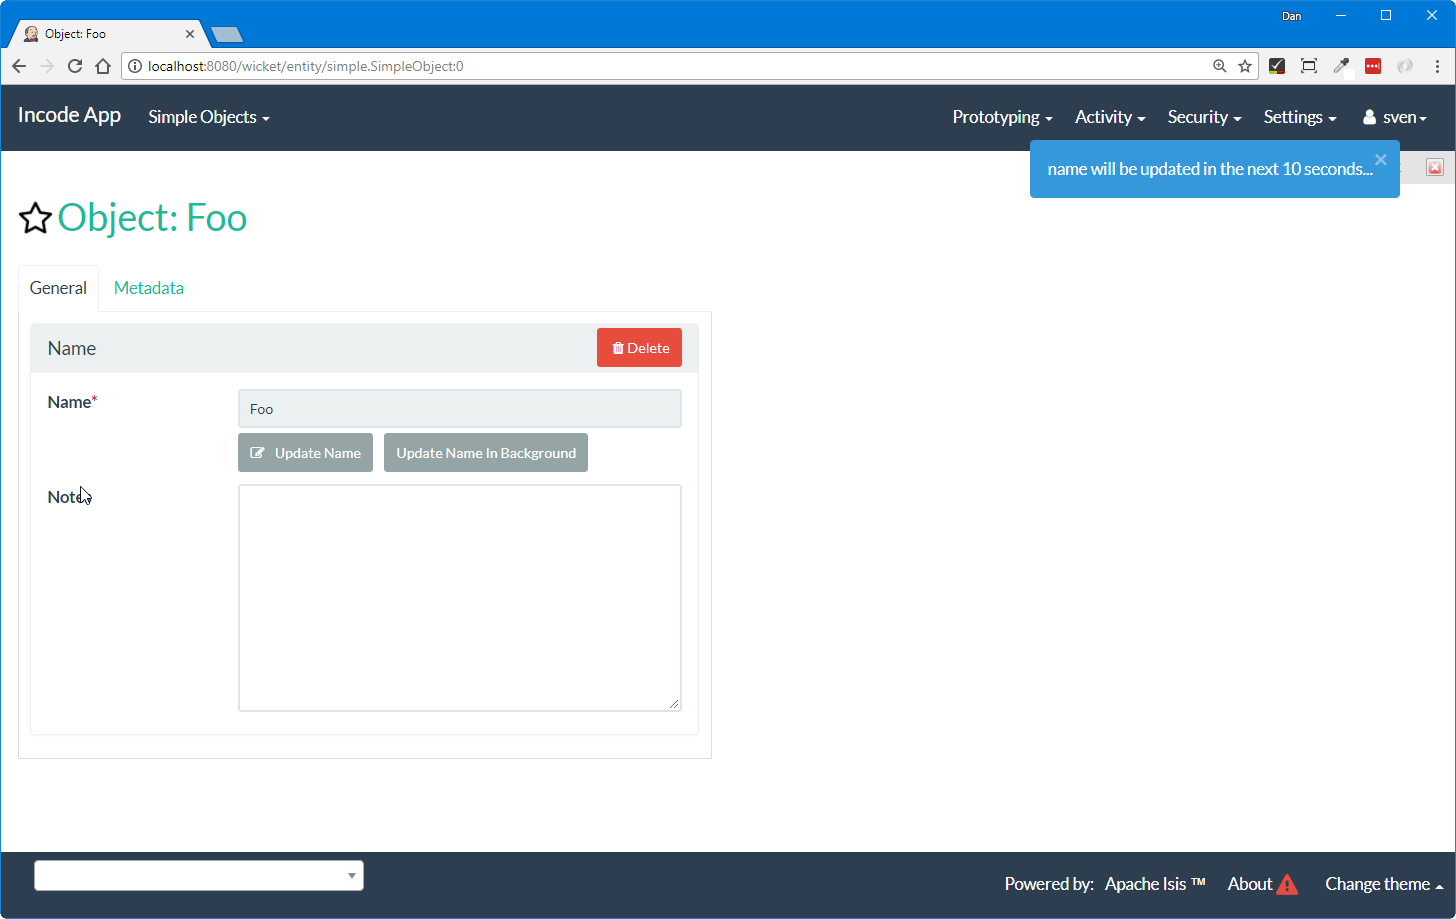 Dan
Object: Foo
localhost:8080/wicket/entity/simple.SimpleObject:0
Incode App Simple Objects Prototyping Activity Security Settings sven
name will be updated in the next 10 seconds...
Object: Foo
General Metadata
Name Delete
Name* Foo
Update Name Update Name In Background
Notes
Powered by: Apache Isis ™ About Change theme